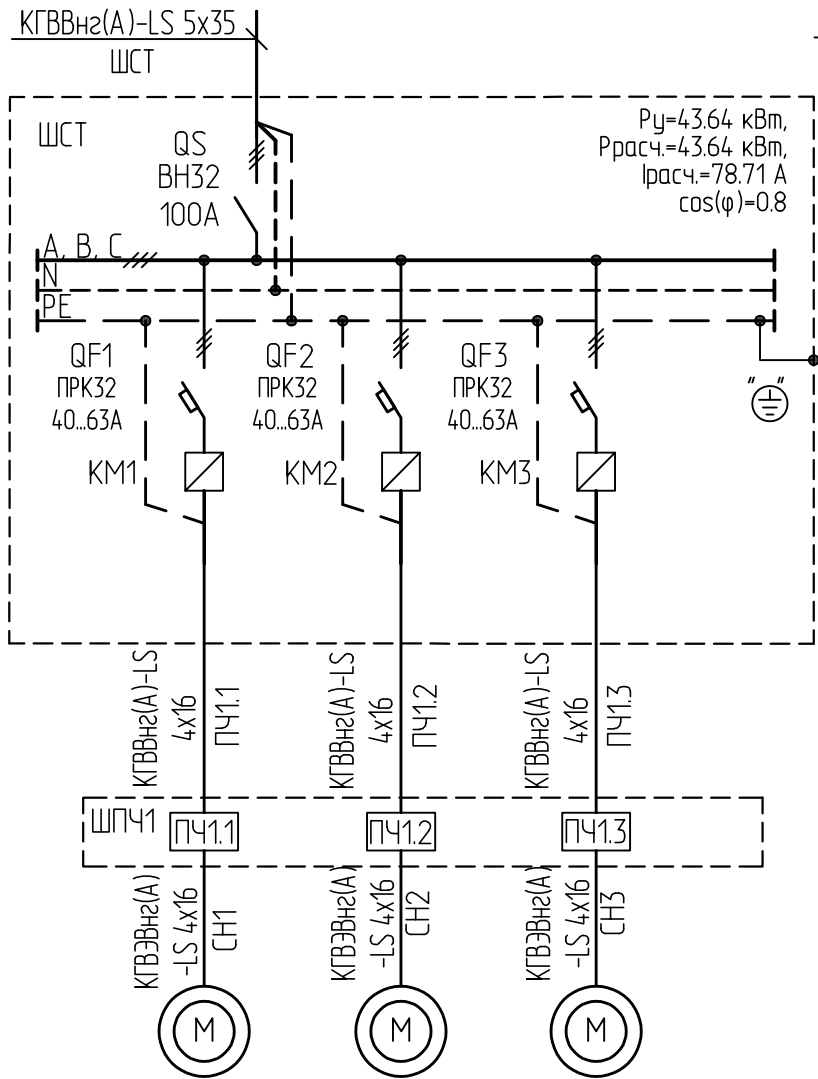 КГВВнг(А)-LS 5х35
ШСТ
ШСТ
QS
ВН32
100А
Ру=43.64 кВт,
Ррасч.=43.64 кВт,
Iрасч.=78.71 А
cos(φ)=0.8
А, В, С
N
PE
QF1
ПРК32
40...63А
QF2
ПРК32
40...63А
QF3
ПРК32
40...63А
"⏚"
КМ1
КМ2
КМ3
КГВВнг(А)-LS
4х16
ПЧ1.1
КГВВнг(А)-LS
4х16
ПЧ1.2
КГВВнг(А)-LS
4х16
ПЧ1.3
ШПЧ1
ПЧ1.1
ПЧ1.2
ПЧ1.3
КГВЭВнг(А)
-LS 4х16
СН1
КГВЭВнг(А)
-LS 4х16
СН2
КГВЭВнг(А)
-LS 4х16
СН3
М
М
М